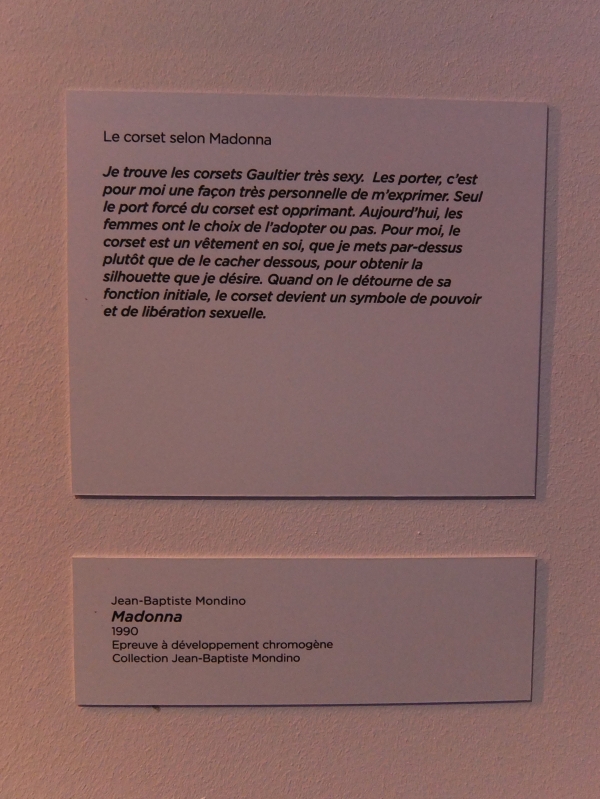 Le corset selon Madonna
Je trouve les corsets Gaultier très sexy. Les porter, c'est
pour moi une façon très personnelle de m'exprimer. Seul
le port forcé du corset est opprimant. Aujourd'hui, les
femmes ont le choix de l'adopter ou pas. Pour moi, le
corset est un vêtement en soi, que je mets par-dessus
plutôt que de le cacher dessous, pour obtenir la
silhouette que je désire. Quand on le détourne de sa
fonction initiale, le corset devient un symbole de pouvoir
et de libération sexuelle.
Jean-Baptiste Mondino
Madonna
1990
Epreuve à développement chromogène
Collection Jean-Baptiste Mondino